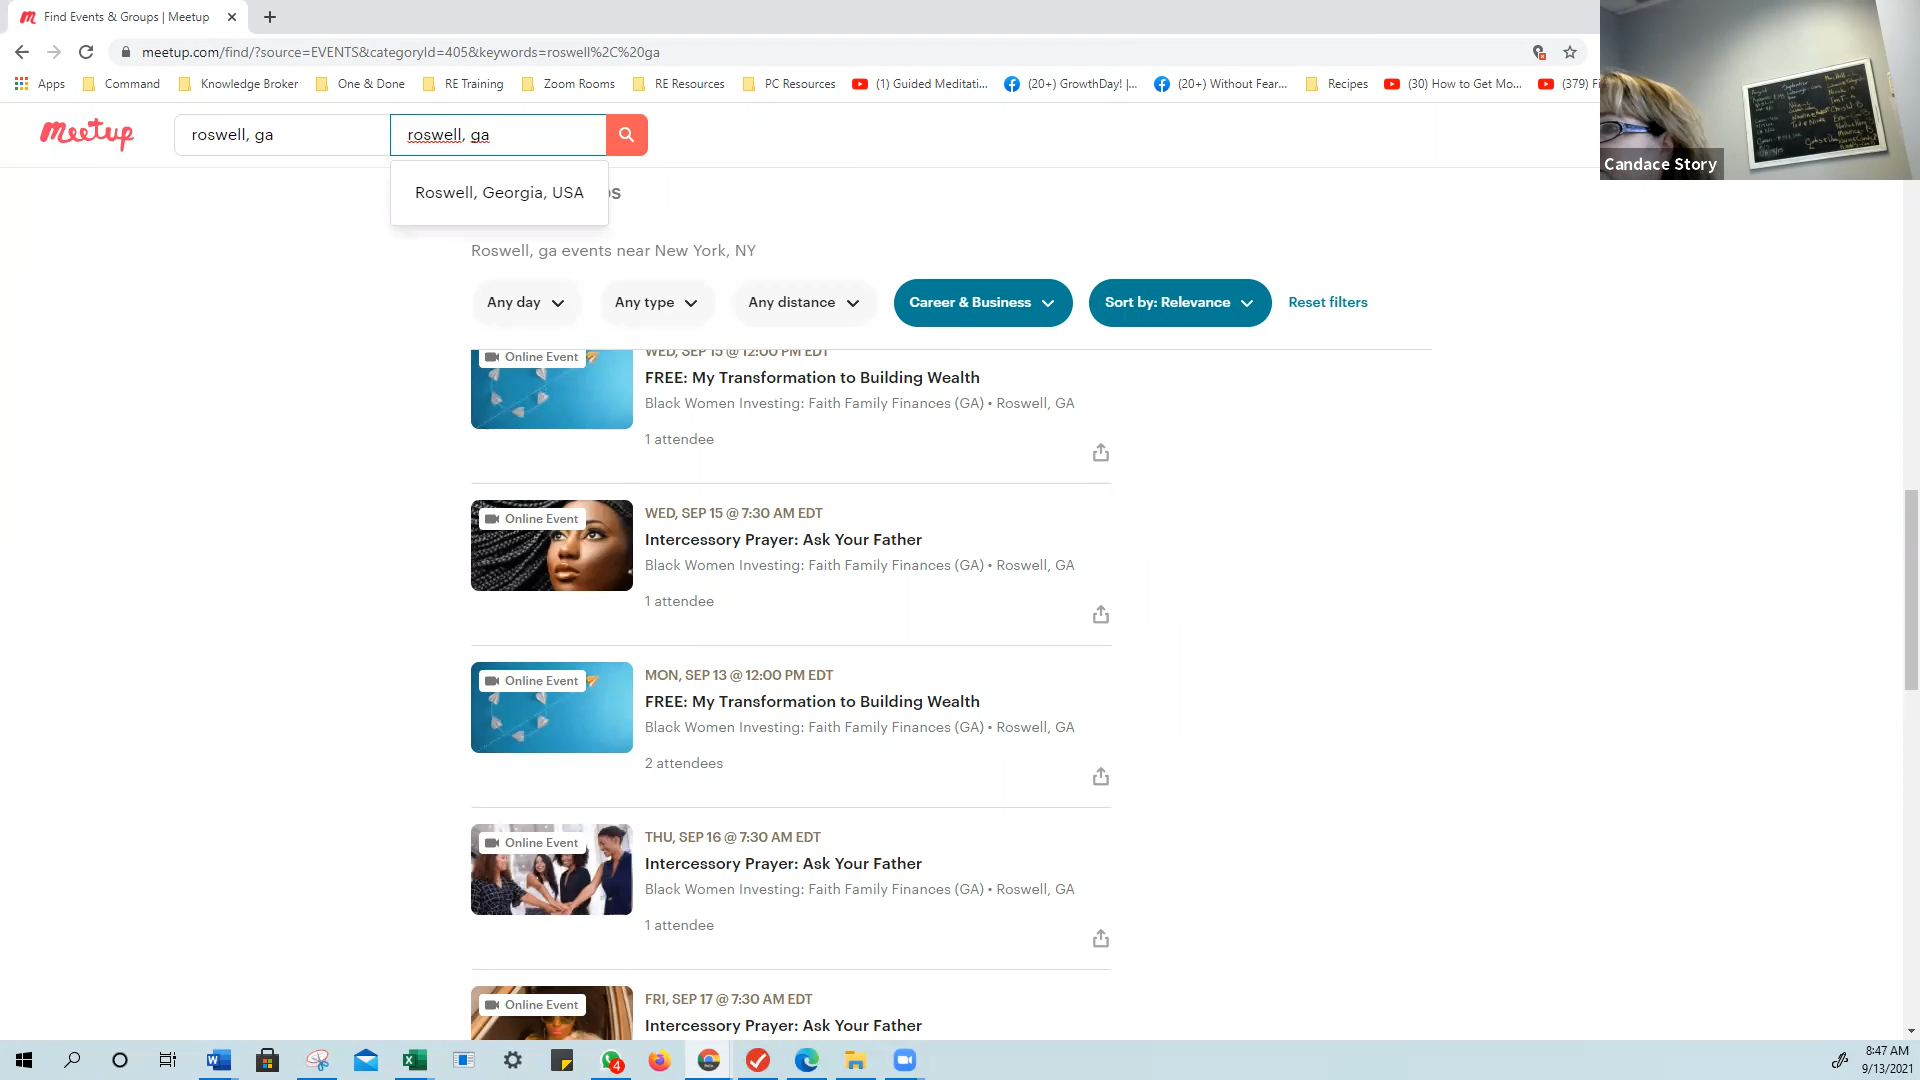 Find Events & Groups | Meetup
meetup.com/find/?source=EVENTS&categoryId=405&keywords=roswell%2C%20ga
Apps Command Knowledge Broker One & Done RE Training Zoom Rooms RE Resources PC Resources (1) Guided Meditati... (20+) GrowthDay! |... (20+) Without Fear... Recipes (30) How to Get Mo... (379) Fi
Meetup roswell, ga roswell, ga
Roswell, Georgia, USA
Roswell, ga events near New York, NY
Any day Any type Any distance Career & Business Sort by: Relevance Reset filters
WED, SEP 15 @ 12:00 PM EDT
Online Event
FREE: My Transformation to Building Wealth
Black Women Investing: Faith Family Finances (GA) • Roswell, GA
1 attendee
WED, SEP 15 @ 7:30 AM EDT
Online Event
Intercessory Prayer: Ask Your Father
Black Women Investing: Faith Family Finances (GA) • Roswell, GA
1 attendee
MON, SEP 13 @ 12:00 PM EDT
Online Event
FREE: My Transformation to Building Wealth
Black Women Investing: Faith Family Finances (GA) • Roswell, GA
2 attendees
THU, SEP 16 @ 7:30 AM EDT
Online Event
Intercessory Prayer: Ask Your Father
Black Women Investing: Faith Family Finances (GA) • Roswell, GA
1 attendee
FRI, SEP 17 @ 7:30 AM EDT
Online Event
Intercessory Prayer: Ask Your Father
Candace Story
4
8:47 AM
9/13/2021